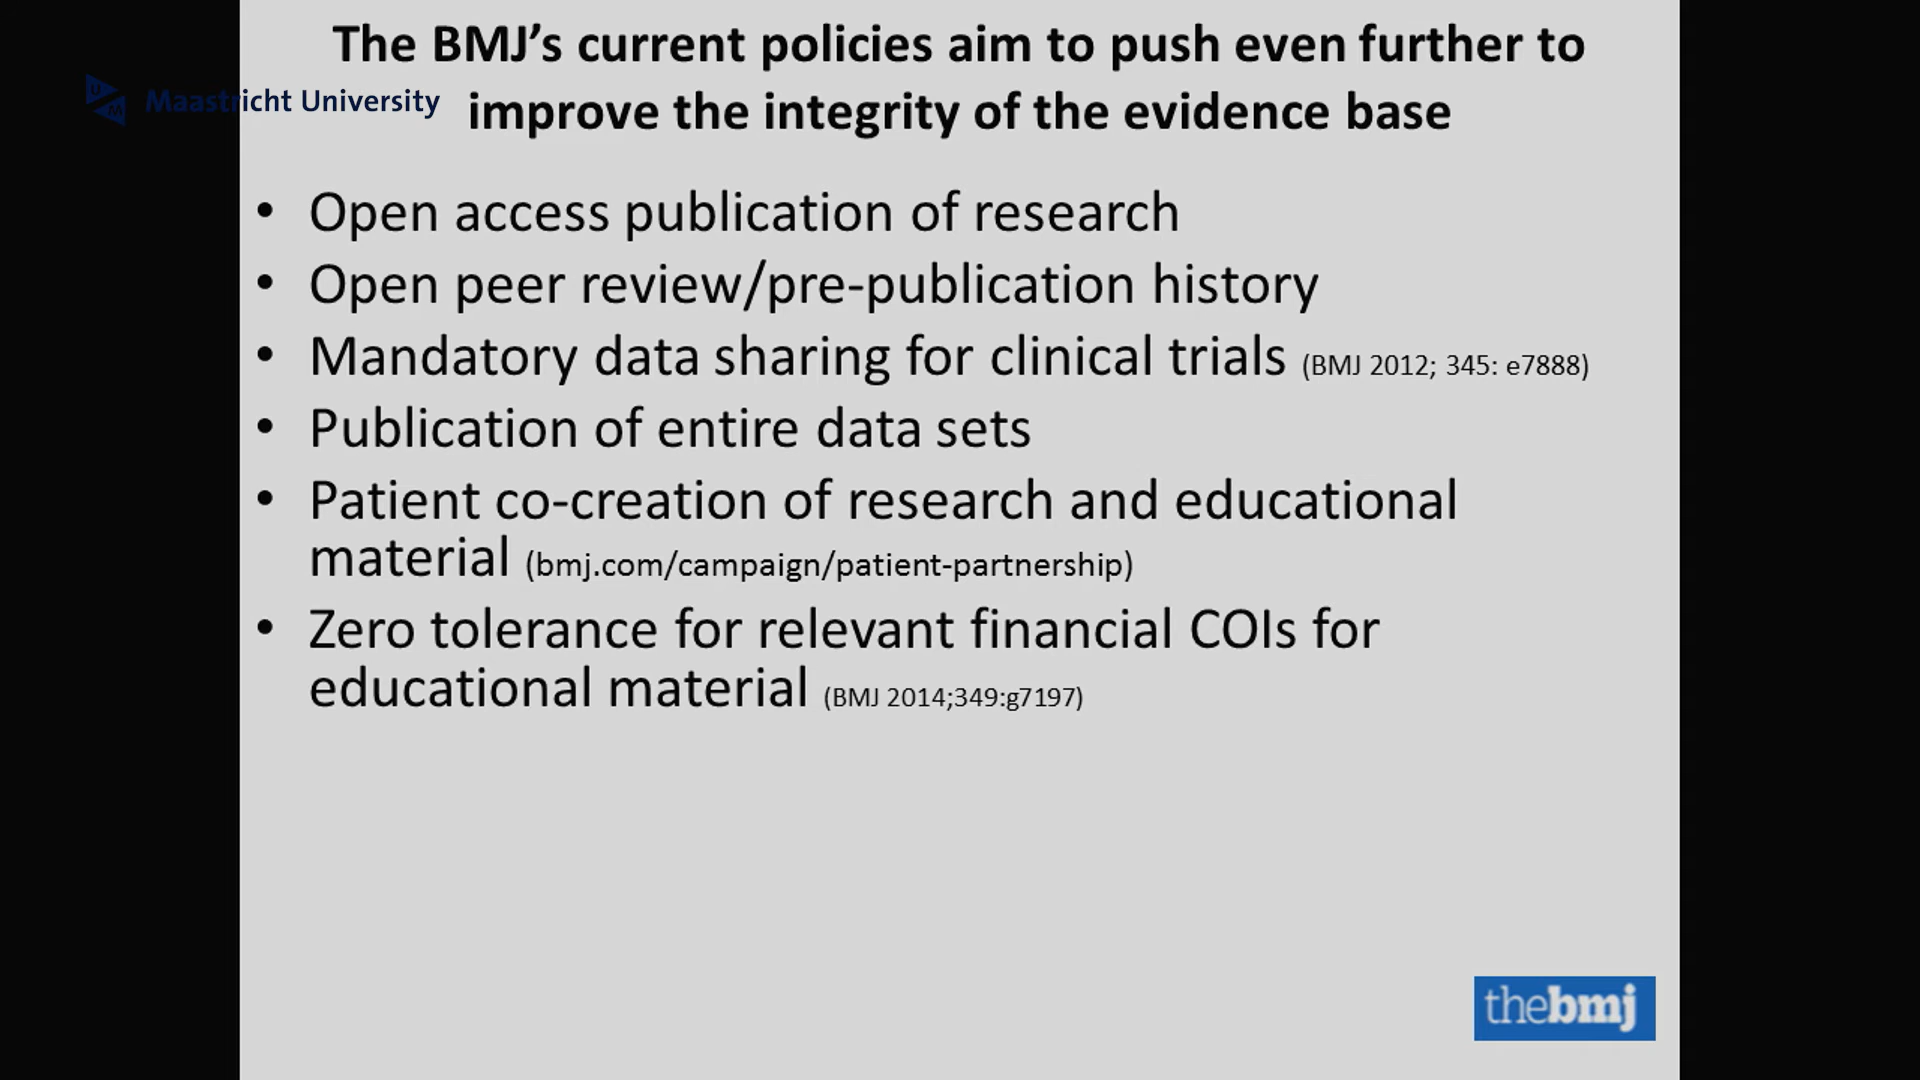 The BMJ’s current policies aim to push even further to
improve the integrity of the evidence base
UM Maastricht University
• Open access publication of research
• Open peer review/pre-publication history
• Mandatory data sharing for clinical trials (BMJ 2012; 345: e7888)
• Publication of entire data sets
• Patient co-creation of research and educational
material (bmj.com/campaign/patient-partnership)
• Zero tolerance for relevant financial COIs for
educational material (BMJ 2014;349:g7197)
thebmj